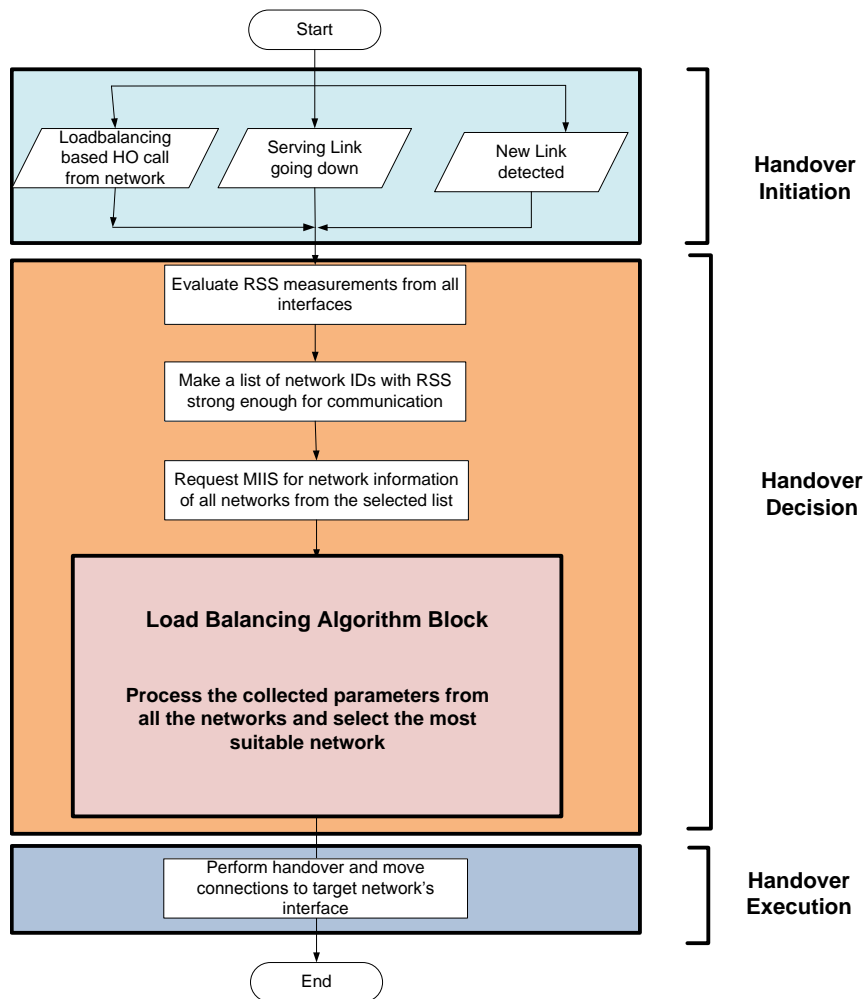 Start
Loadbalancing
based HO call
from network
Serving Link
going down
New Link
detected
Handover
Initiation
Evaluate RSS measurements from all
interfaces
Make a list of network IDs with RSS
strong enough for communication
Request MIIS for network information
of all networks from the selected list
Handover
Decision
Load Balancing Algorithm Block
Process the collected parameters from
all the networks and select the most
suitable network
Perform handover and move
connections to target network's
interface
Handover
Execution
End